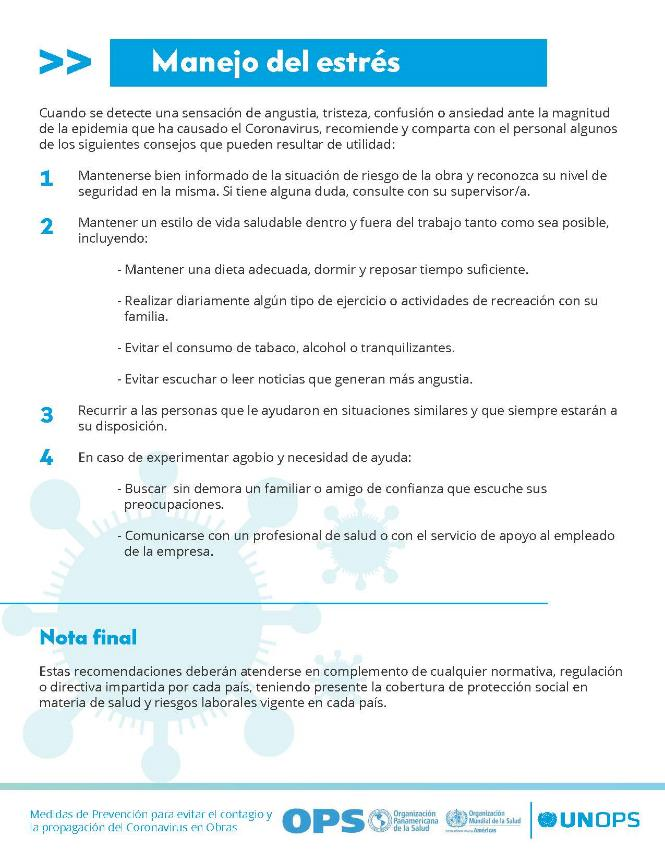 >> Manejo del estrés
Cuando se detecte una sensación de angustia, tristeza, confusión o ansiedad ante la magnitud
de la epidemia que ha causado el Coronavirus, recomiende y comparta con el personal algunos
de los siguientes consejos que pueden resultar de utilidad:
1 Mantenerse bien informado de la situación de riesgo de la obra y reconozca su nivel de
seguridad en la misma. Si tiene alguna duda, consulte con su supervisor/a.
2 Mantener un estilo de vida saludable dentro y fuera del trabajo tanto como sea posible,
incluyendo:
- Mantener una dieta adecuada, dormir y reposar tiempo suficiente.
- Realizar diariamente algún tipo de ejercicio o actividades de recreación con su
familia.
- Evitar el consumo de tabaco, alcohol o tranquilizantes.
- Evitar escuchar o leer noticias que generan más angustia.
3 Recurrir a las personas que le ayudaron en situaciones similares y que siempre estarán a
su disposición.
4 En caso de experimentar agobio y necesidad de ayuda:
- Buscar sin demora un familiar o amigo de confianza que escuche sus
preocupaciones.
- Comunicarse con un profesional de salud o con el servicio de apoyo al empleado
de la empresa.
Nota final
Estas recomendaciones deberán atenderse en complemento de cualquier normativa, regulación
o directiva impartida por cada país, teniendo presente la cobertura de protección social en
materia de salud y riesgos laborales vigente en cada país.
Medidas de Prevención para evitar el contagio y
la propagación del Coronavirus en Obras
OPS
Organización
Panamericana
de la Salud
Organización
Mundial de la Salud
Américas
UNOPS